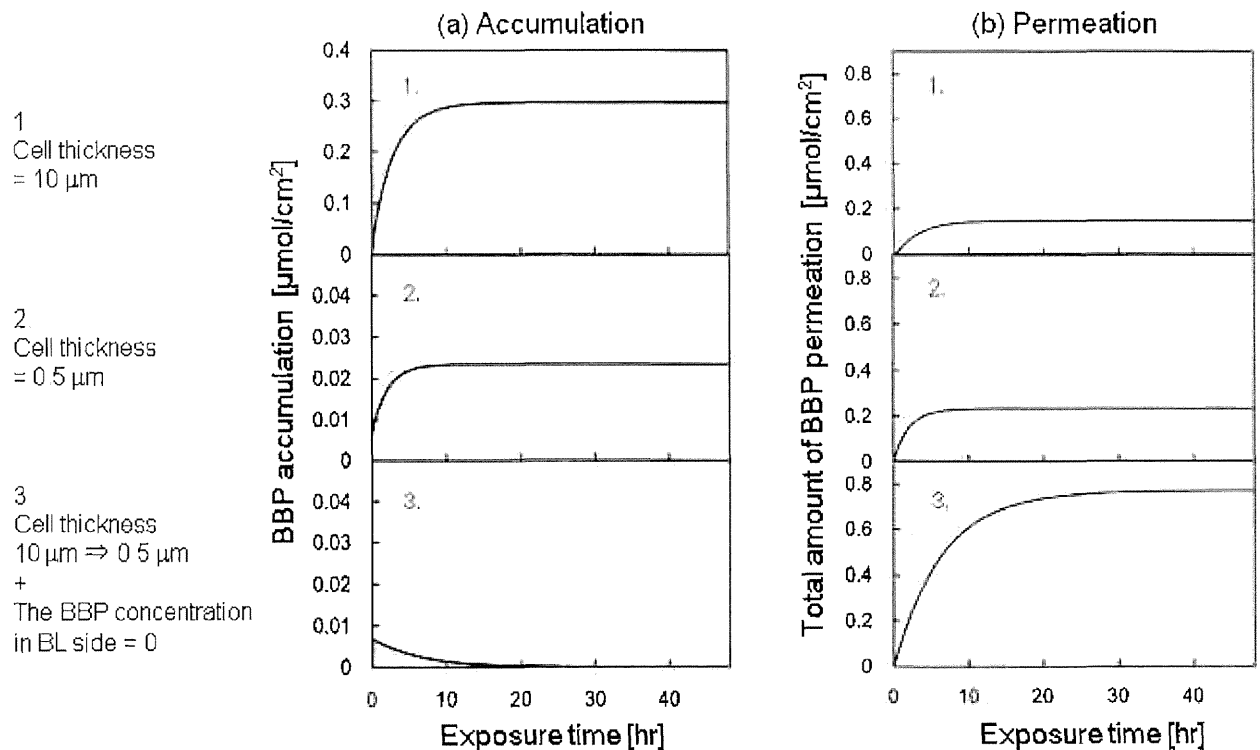 (a) Accumulation
(b) Permeation
1
Cell thickness
= 10 μm
2.
Cell thickness
= 0 5 μm
3
Cell thickness
10 μm ⇒ 0 5 μm
+
The BBP concentration
in BL side = 0
BBP accumulation [μmol/cm²]
0.4
0.3
0.2
0.1
0
1.
0.04
0.03
0.02
0.01
0
2.
0.04
0.03
0.02
0.01
0
3.
0 10 20 30 40
Exposure time [hr]
Total amount of BBP permeation [μmol/cm²]
0.8
0.6
0.4
0.2
0
1.
0.8
0.6
0.4
0.2
0
2.
0.8
0.6
0.4
0.2
0
3.
0 10 20 30 40
Exposure time [hr]